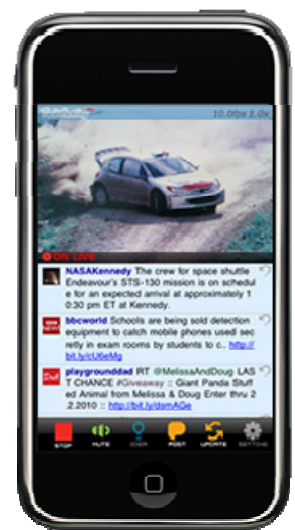 10.0fps 1.0x
ON LIVE
NASAKennedy The crew for space shuttle
Endeavour's STS-130 mission is on schedul
e for an expected arrival at approximately 1
0:30 pm ET at Kennedy.
bbcworld Schools are being sold detection
equipment to catch mobile phones used secr
retly in exam rooms by students to c.. http://
bit.ly/cU6eMg
playgrounddad IRT @MelissaAndDoug: LAS
T CHANCE #Giveaway :: Giant Panda Stuff
ed Animal from Melissa & Doug Enter thru 2
.2.2010 :: http://bit.ly/dsmAGe
STOP MUTE POST UPDATE SETTING